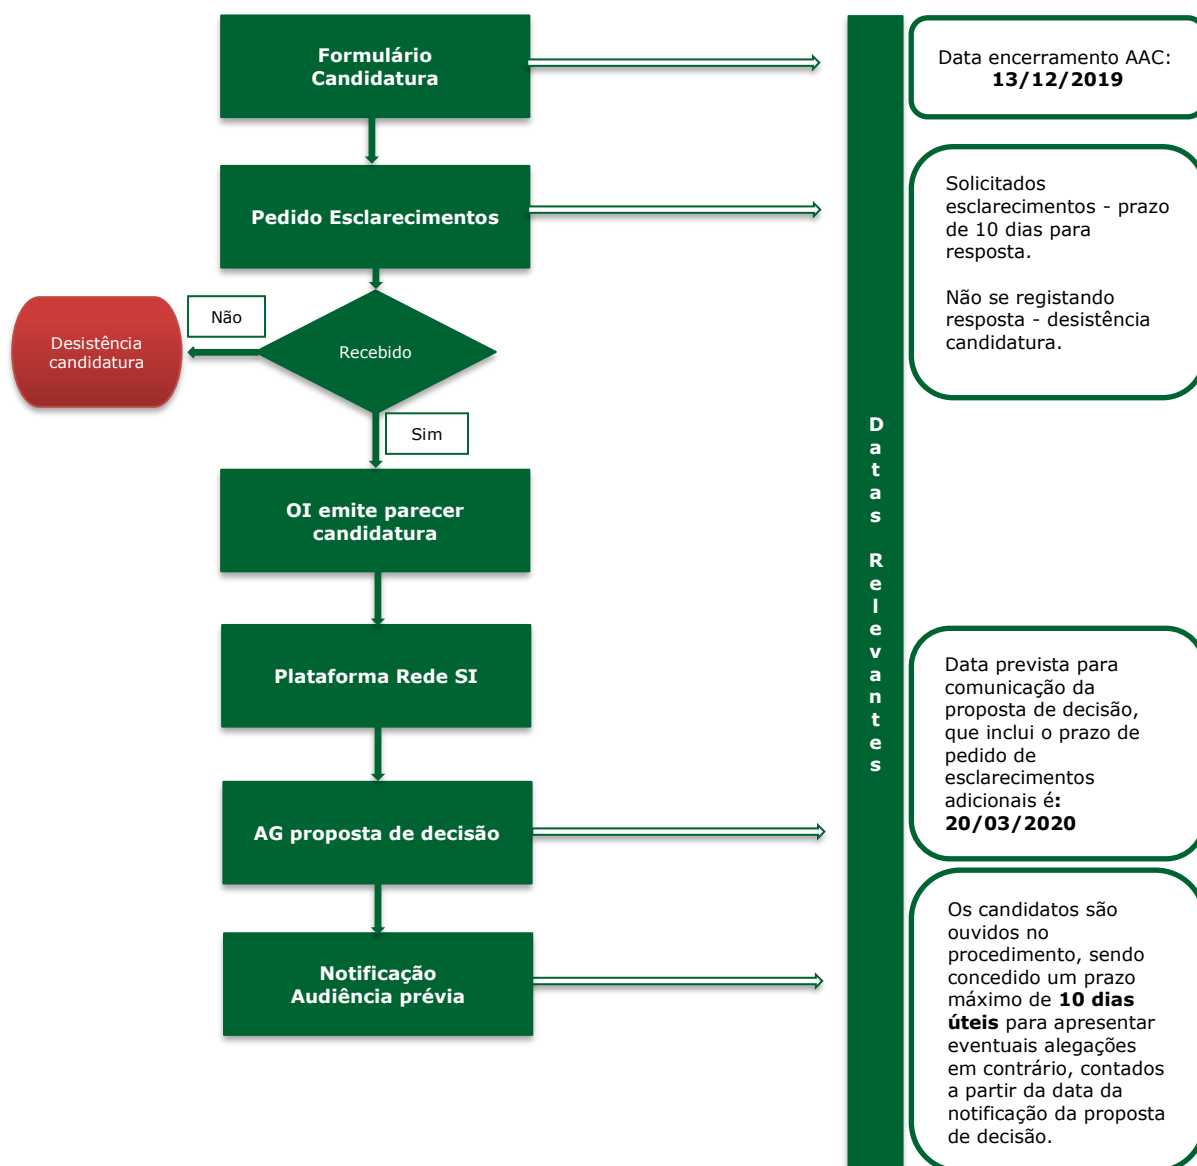 Formulário
Candidatura
Data encerramento AAC:
13/12/2019
Pedido Esclarecimentos
Solicitados
esclarecimentos - prazo
de 10 dias para
resposta.
Não se registando
resposta - desistência
candidatura.
Não
Desistência
candidatura
Recebido
Sim
OI emite parecer
candidatura
Plataforma Rede SI
AG proposta de decisão
Notificação
Audiência prévia
Datas Relevantes
Data prevista para
comunicação da
proposta de decisão,
que inclui o prazo de
pedido de
esclarecimentos
adicionais é:
20/03/2020
Os candidatos são
ouvidos no
procedimento, sendo
concedido um prazo
máximo de 10 dias
úteis para apresentar
eventuais alegações
em contrário, contados
a partir da data da
notificação da proposta
de decisão.